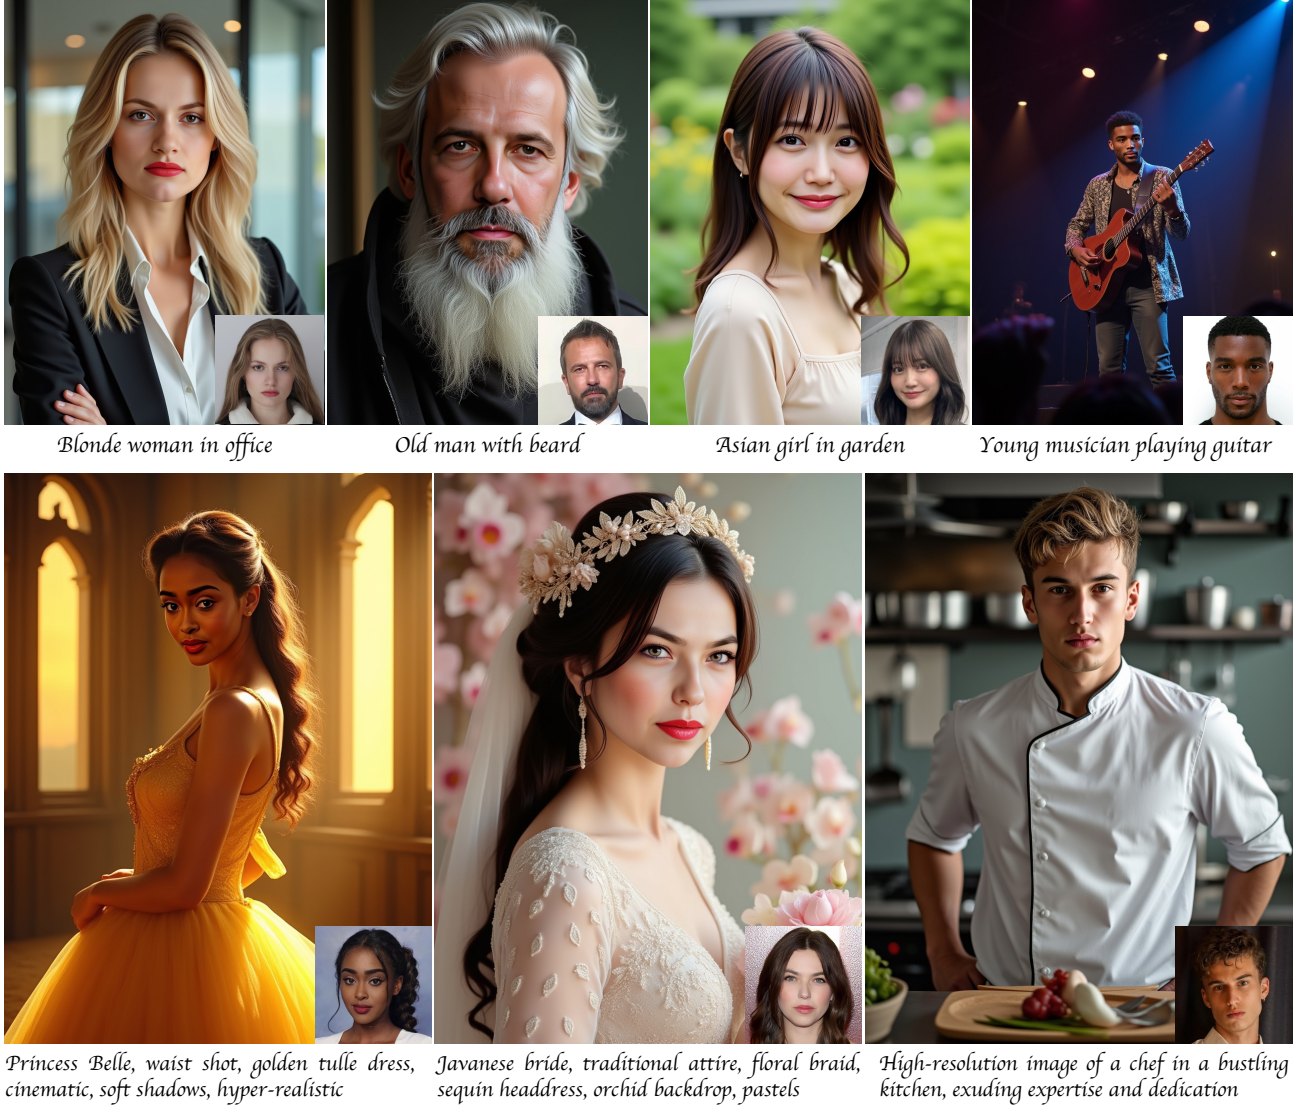 Blonde woman in office
Old man with beard
Asian girl in garden
Young musician playing guitar
Princess Belle, waist shot, golden tulle dress,
cinematic, soft shadows, hyper-realistic
Javanese bride, traditional attire, floral braid,
sequin headdress, orchid backdrop, pastels
High-resolution image of a chef in a bustling
kitchen, exuding expertise and dedication